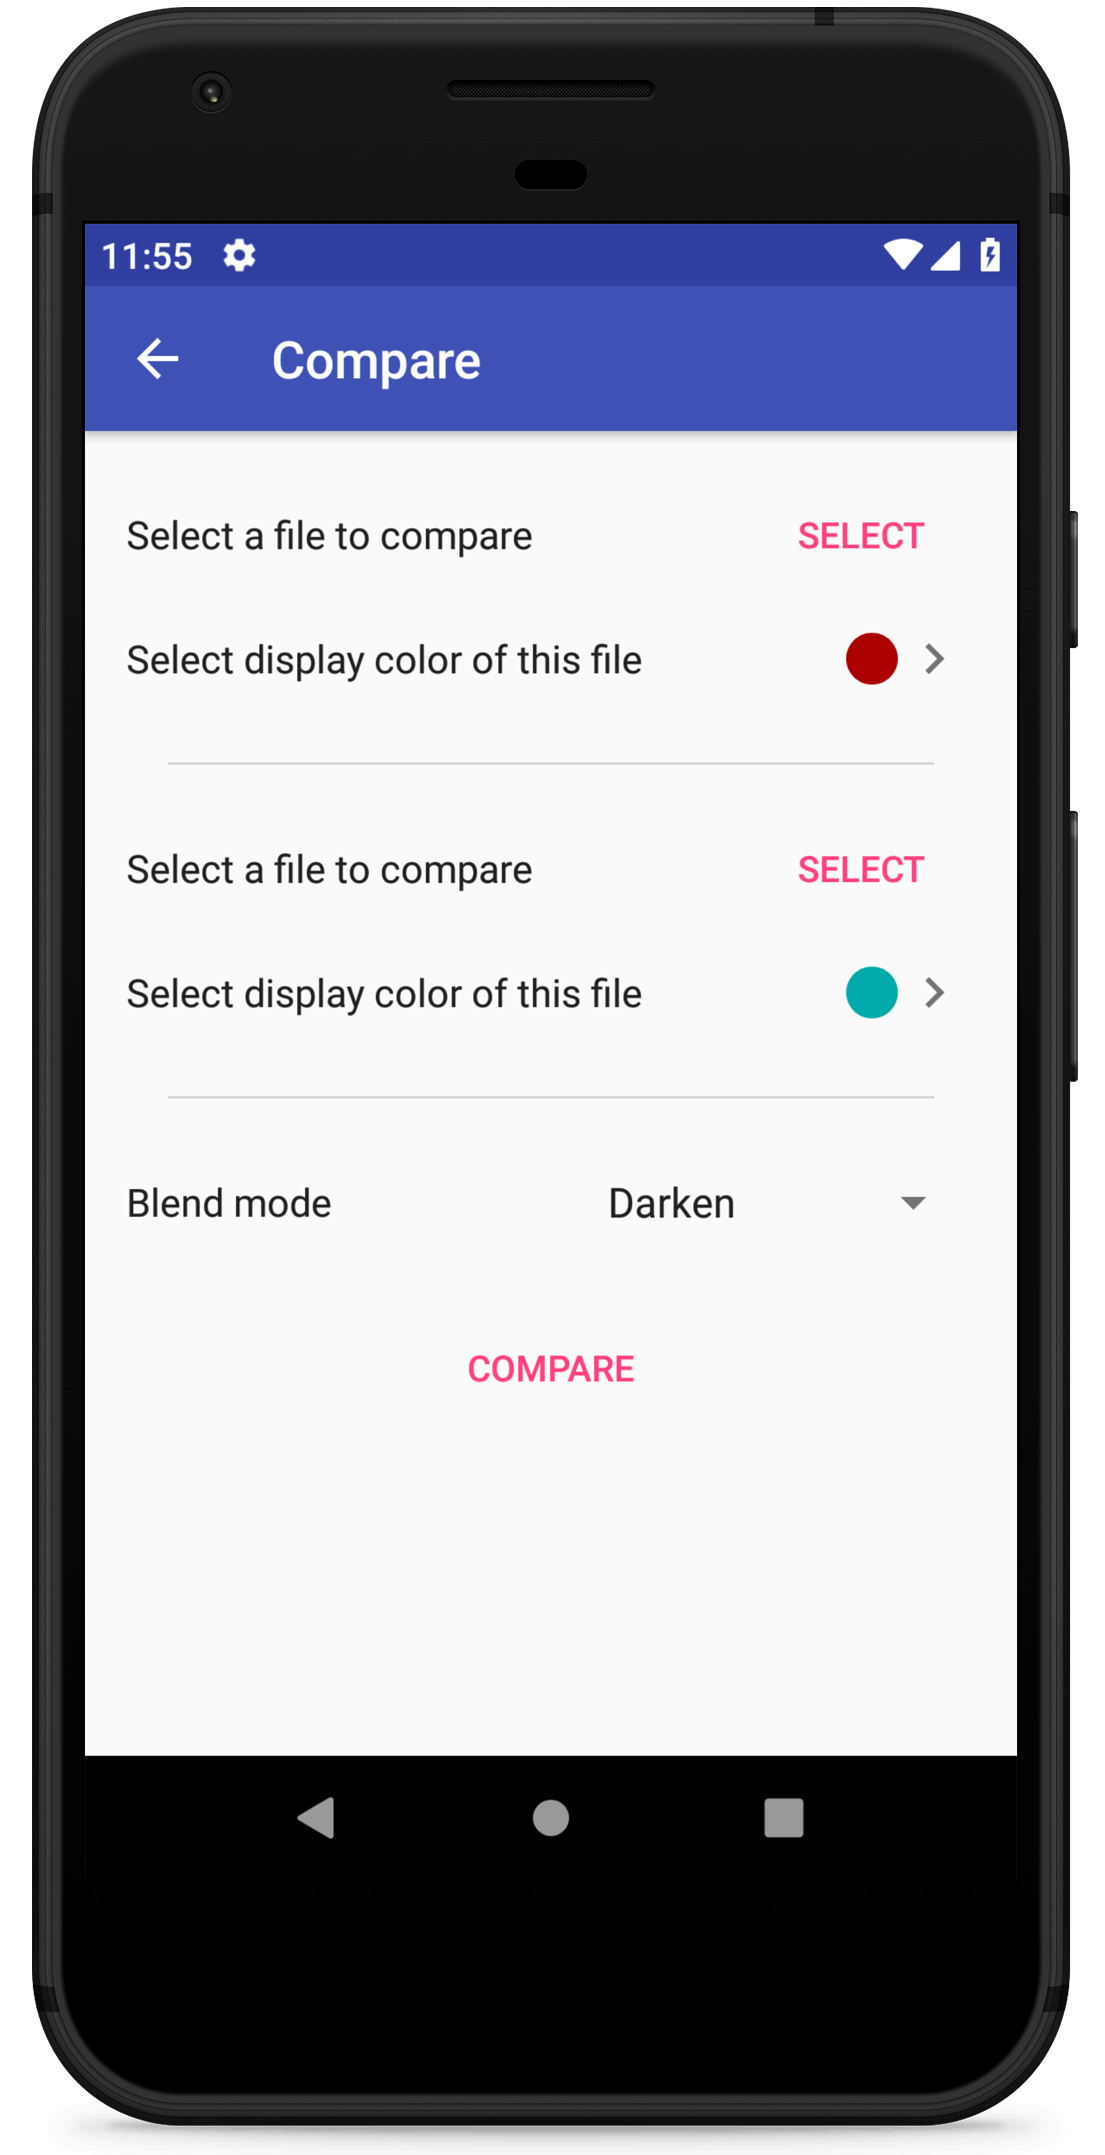 11:55
Compare
Select a file to compare SELECT
Select display color of this file
Select a file to compare SELECT
Select display color of this file
Blend mode Darken
COMPARE